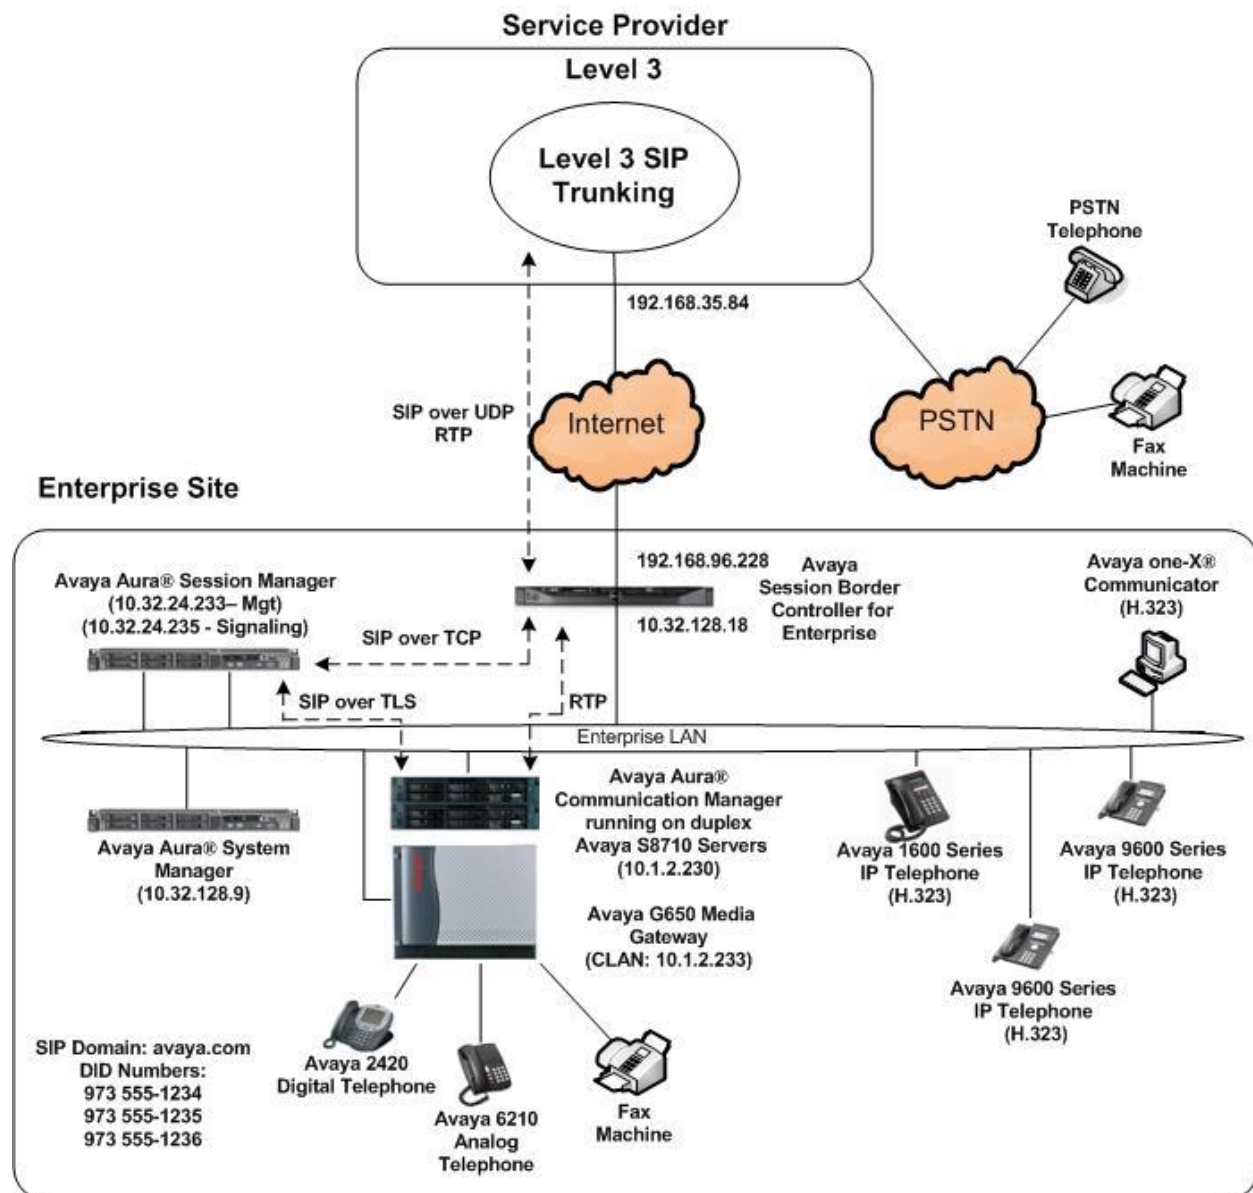 Service Provider
Level 3
Level 3 SIP
Trunking
192.168.35.84
PSTN
Telephone
SIP over UDP
RTP
Internet
PSTN
Fax
Machine
Enterprise Site
Avaya Aura® Session Manager
(10.32.24.233– Mgt)
(10.32.24.235 - Signaling)
192.168.96.228
10.32.128.18
Avaya
Session Border
Controller for
Enterprise
Avaya one-X®
Communicator
(H.323)
SIP over TCP
SIP over TLS
RTP
Enterprise LAN
Avaya Aura® System
Manager
(10.32.128.9)
Avaya Aura®
Communication Manager
running on duplex
Avaya S8710 Servers
(10.1.2.230)
Avaya G650 Media
Gateway
(CLAN: 10.1.2.233)
Avaya 1600 Series
IP Telephone
(H.323)
Avaya 9600 Series
IP Telephone
(H.323)
Avaya 9600 Series
IP Telephone
(H.323)
SIP Domain: avaya.com
DID Numbers:
973 555-1234
973 555-1235
973 555-1236
Avaya 2420
Digital Telephone
Avaya 6210
Analog
Telephone
Fax
Machine